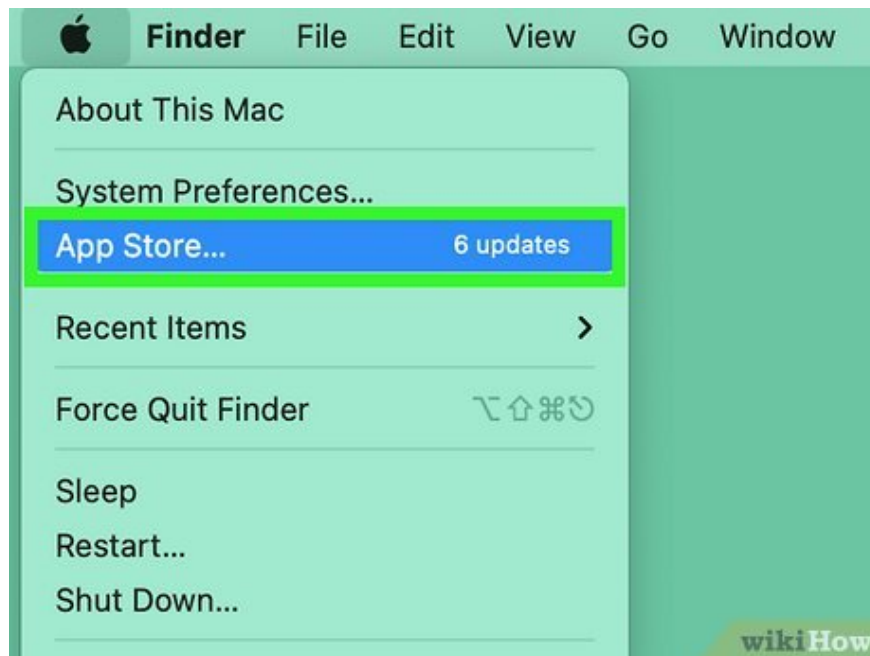 Finder File Edit View Go Window
About This Mac
System Preferences...
App Store... 6 updates
Recent Items
Force Quit Finder ⌥⇧⌘⎋
Sleep
Restart...
Shut Down...
wikiHow